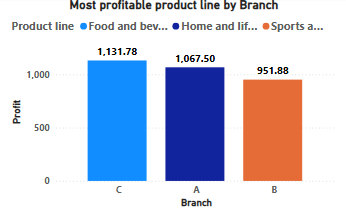 Most profitable product line by Branch
Product line Food and bev... Home and lif... Sports a...
1,131.78
1,067.50
951.88
1,000
500
0
Profit
C A B
Branch